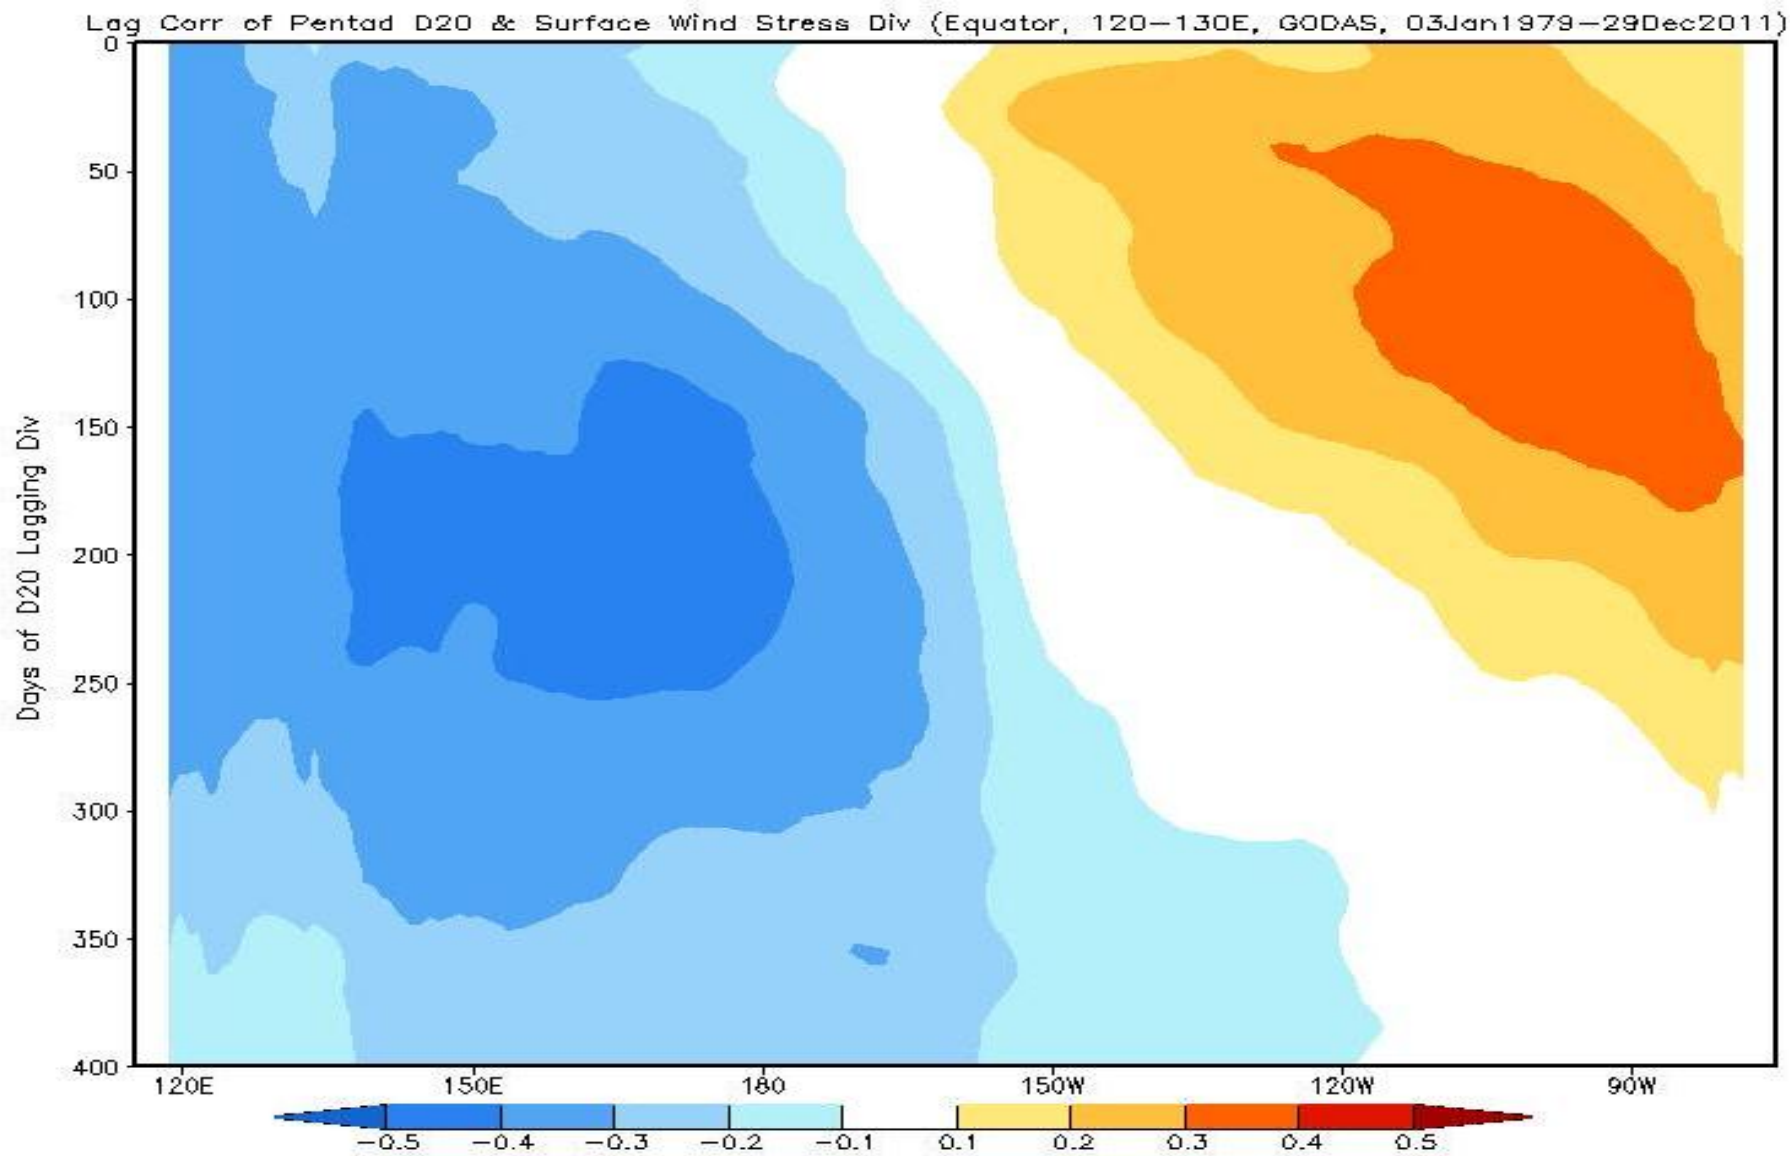 Lag Corr of Pentad D20 & Surface Wind Stress Div (Equator, 120-130E, GODAS, 03Jan1979-29Dec2011)
0
50
100
150
200
250
300
350
400
Days of D20 Lagging Div
120E 150E 180 150W 120W 90W
-0.5 -0.4 -0.3 -0.2 -0.1 0.1 0.2 0.3 0.4 0.5